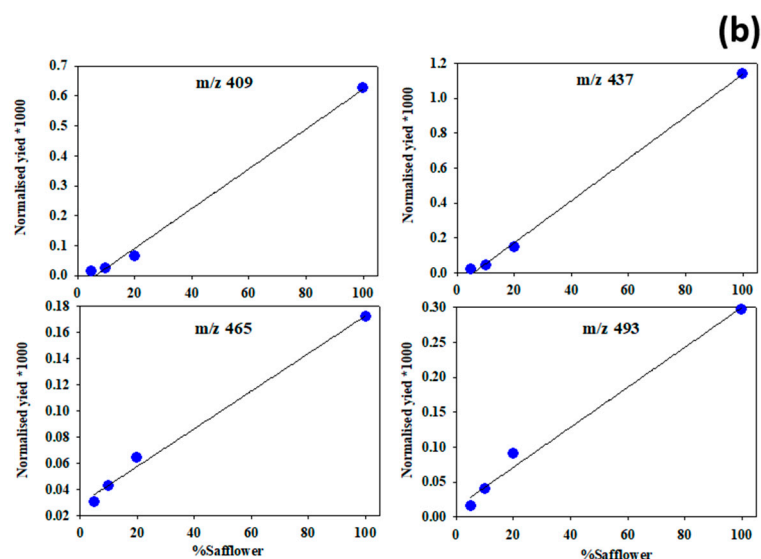 (b)
m/z 409
Normalised yied *1000
0.7
0.6
0.5
0.4
0.3
0.2
0.1
0.0
0 20 40 60 80 100
m/z 437
Normalised yied *1000
1.2
1.0
0.8
0.6
0.4
0.2
0.0
0 20 40 60 80 100
m/z 465
Normalised yied *1000
0.18
0.16
0.14
0.12
0.10
0.08
0.06
0.04
0.02
0 20 40 60 80 100
%Safflower
m/z 493
Normalised yied *1000
0.30
0.25
0.20
0.15
0.10
0.05
0.00
0 20 40 60 80 100
%Safflower